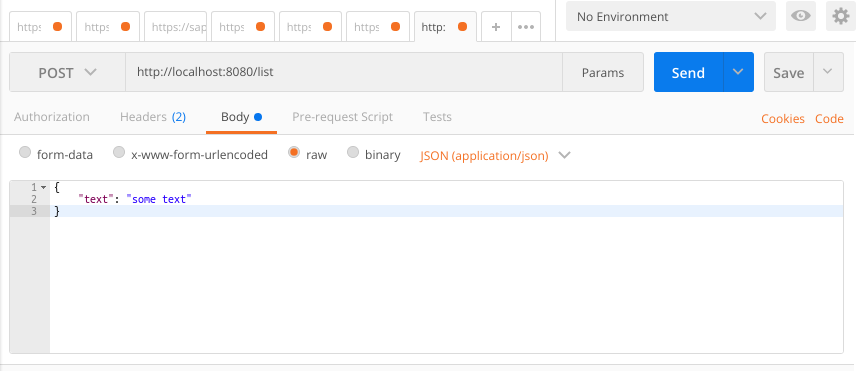 https https https://sap https https https http: + ••• No Environment
POST http://localhost:8080/list Params Send Save
Authorization Headers (2) Body Pre-request Script Tests Cookies Code
form-data x-www-form-urlencoded raw binary JSON (application/json)
1 {
2 "text": "some text"
3 }